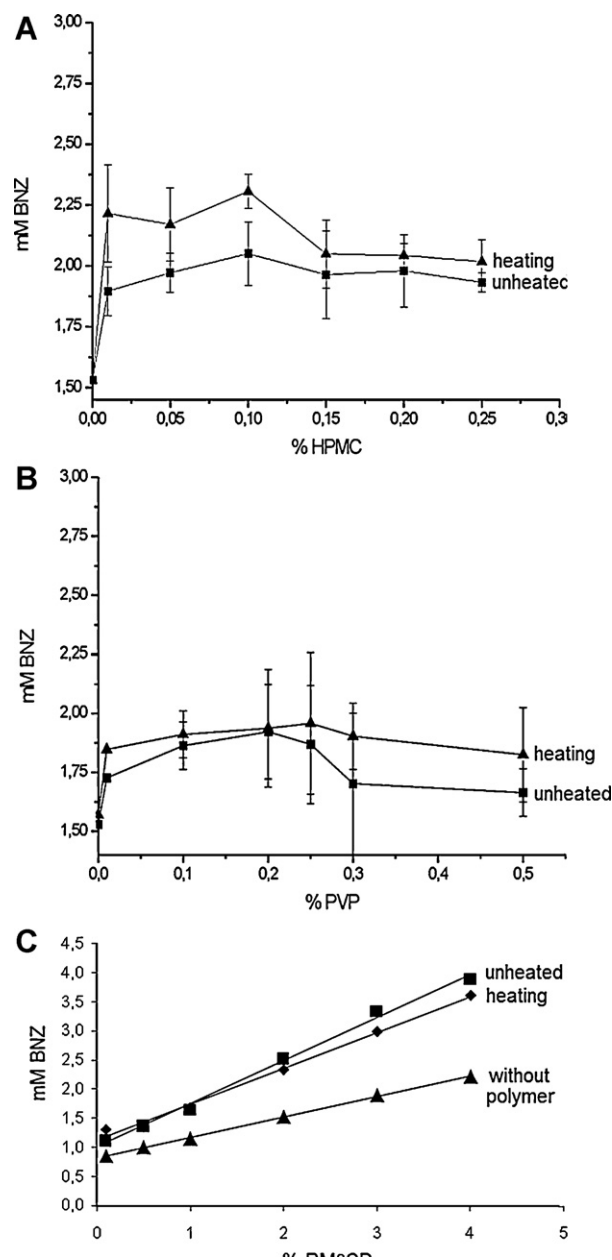 A
3,00
2,75
2,50
2,25
2,00
1,75
1,50
mM BNZ
heating
unheated
0,00 0,05 0,10 0,15 0,20 0,25 0,3
% HPMC
B
3,00
2,75
2,50
2,25
2,00
1,75
1,50
mM BNZ
heating
unheated
0,0 0,1 0,2 0,3 0,4 0,5
% PVP
C
4,5
4,0
3,5
3,0
2,5
2,0
1,5
1,0
0,5
0,0
mM BNZ
unheated
heating
without
polymer
0 1 2 3 4 5
%